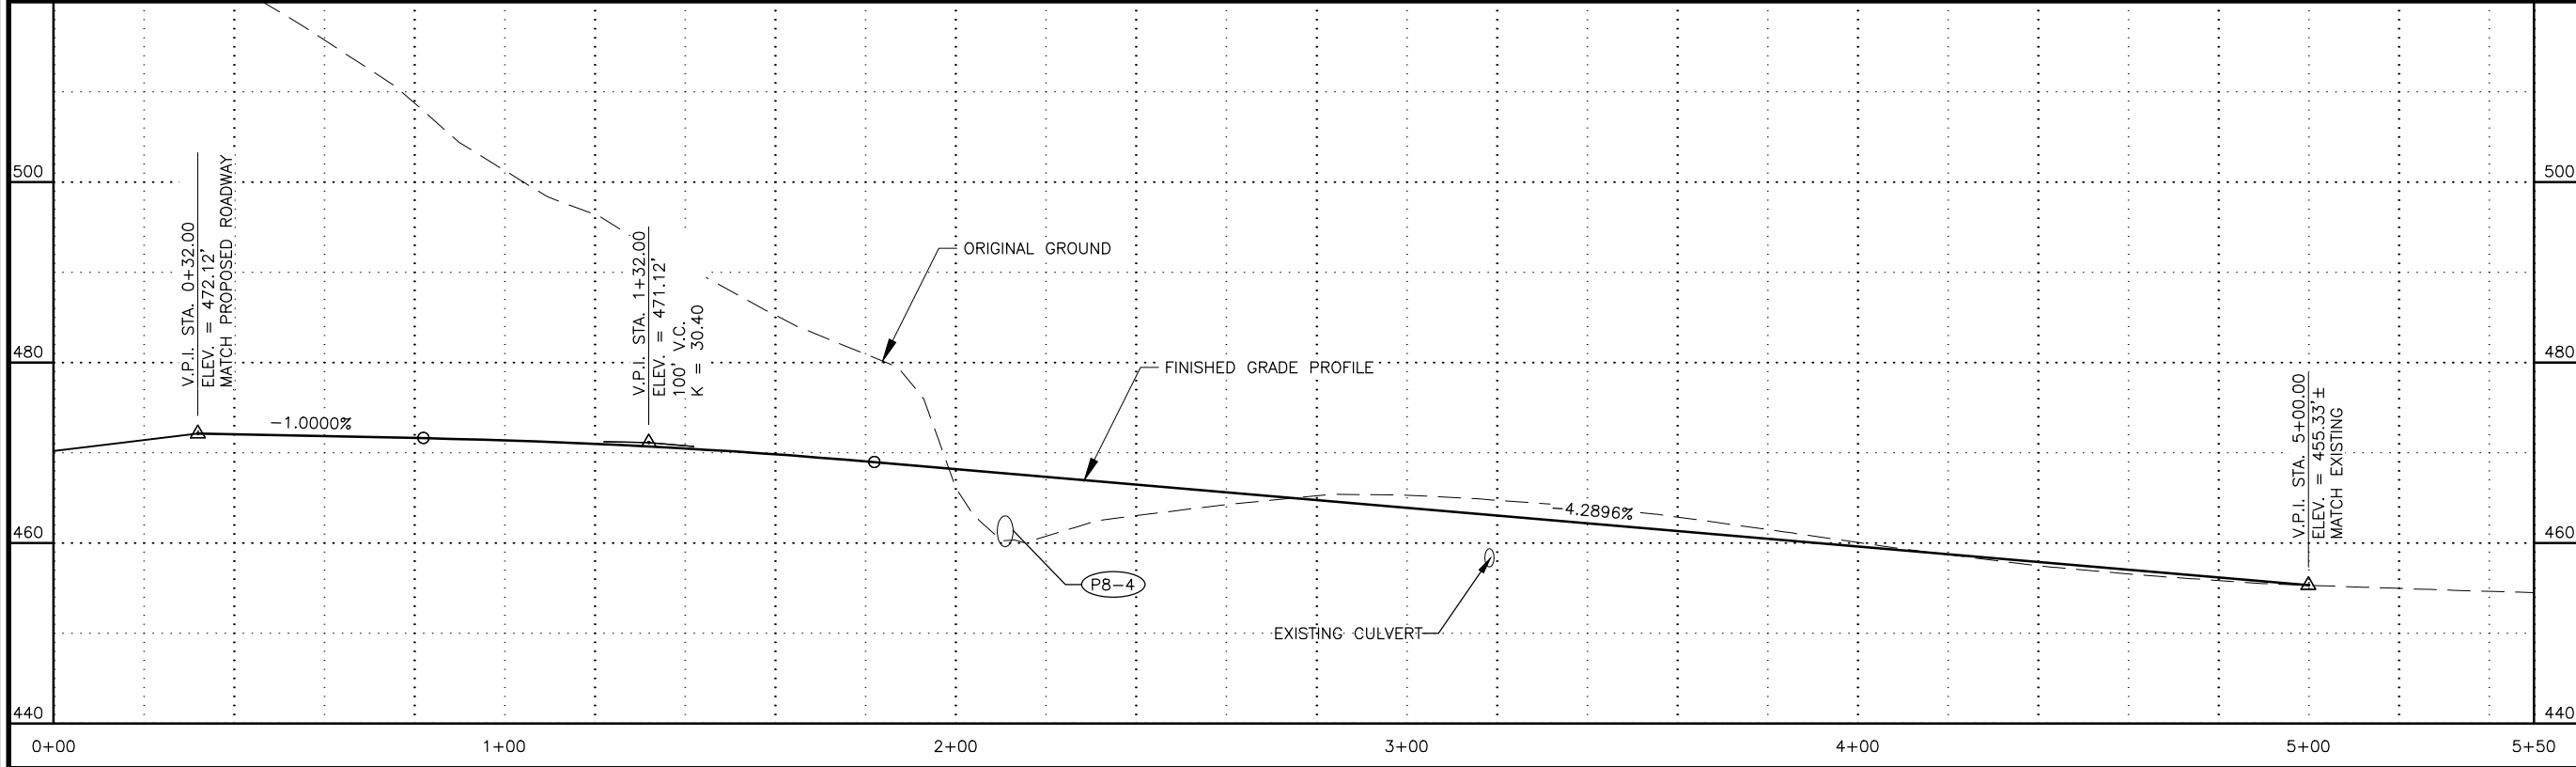 500
500
480
480
460
460
440
440
V.P.I. STA. 0+32.00
ELEV. = 472.12'
MATCH PROPOSED ROADWAY
-1.0000%
V.P.I. STA. 1+32.00
ELEV. = 471.12'
100' V.C.
K = 30.40
ORIGINAL GROUND
FINISHED GRADE PROFILE
P8-4
EXISTING CULVERT
-4.2896%
V.P.I. STA. 5+00.00
ELEV. = 455.33'±
MATCH EXISTING
0+00
1+00
2+00
3+00
4+00
5+00
5+50